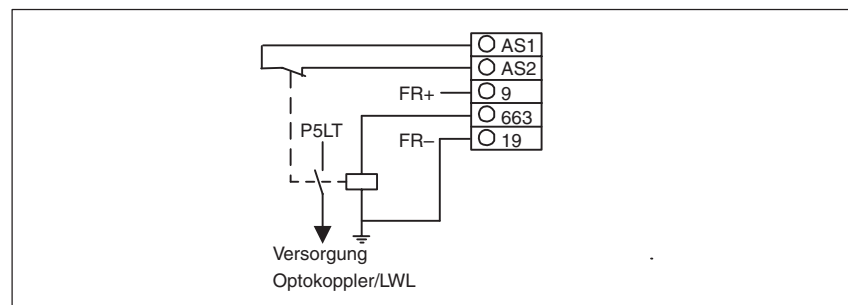 AS1
AS2
FR+ 9
663
P5LT
FR– 19
Versorgung
Optokoppler/LWL